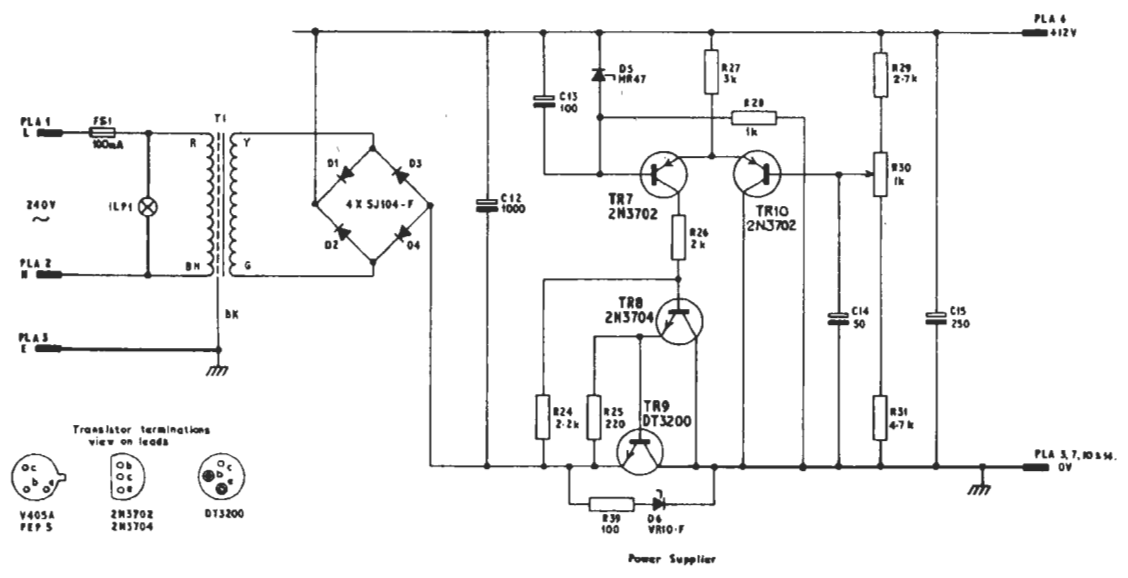 PLA 4
+12V
R27
3k
R29
2·7k
D5
MR47
C13
100
R28
1k
PLA 1
L
FS1
100mA
T1
R
Y
D1
D3
R30
1k
240V
~
ILP1
4 X SJ104-F
C12
1000
TR7
2N3702
TR10
2N3702
D2
D4
R26
2k
PLA 2
N
BN
G
TR8
2N3704
BK
C14
50
C15
250
PLA 3
E
R24
2·2k
R25
220
TR9
DT3200
R31
4·7k
Transistor terminations
view on leads
PLA 3, 7, 10 & 14.
0V
c
b
e
b
c
e
c
b
e
V405A
PEP 5
2N3702
2N3704
DT3200
R39
100
D6
VR10-F
Power Supplier